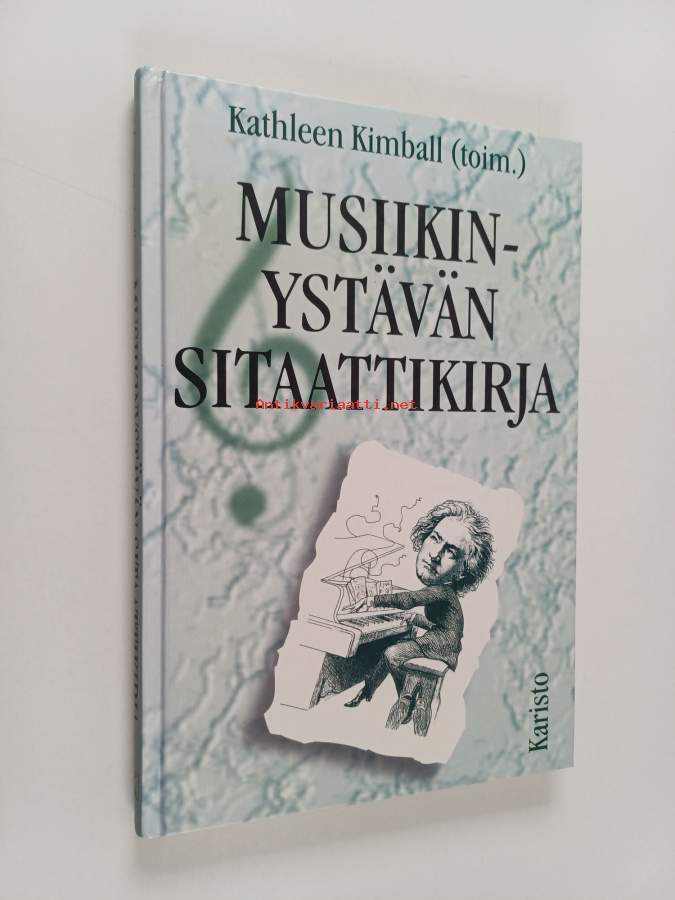 Kathleen Kimball (toim.)
MUSIIKIN-
YSTÄVÄN
SITAATTIKIRJA
Antikvariaatti.net
Karisto